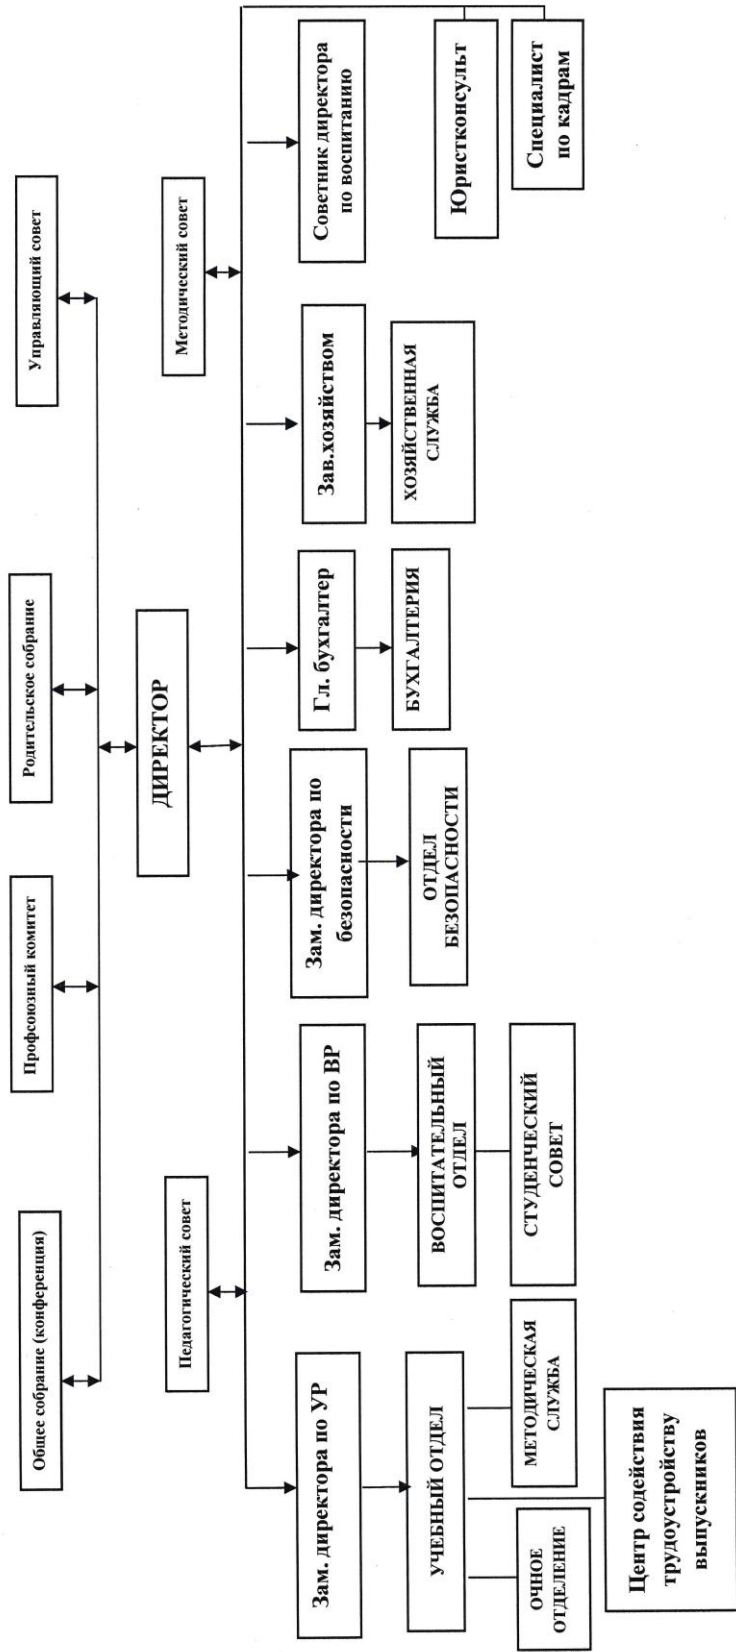 Общее собрание (конференция)
Профсоюзный комитет
Родительское собрание
Управляющий совет
ДИРЕКТОР
Педагогический совет
Методический совет
Зам. директора по УР
Зам. директора по ВР
Зам. директора по
безопасности
Гл. бухгалтер
Зав.хозяйством
Советник директора
по воспитанию
УЧЕБНЫЙ ОТДЕЛ
ВОСПИТАТЕЛЬНЫЙ
ОТДЕЛ
ОТДЕЛ
БЕЗОПАСНОСТИ
БУХГАЛТЕРИЯ
ХОЗЯЙСТВЕННАЯ
СЛУЖБА
Юристконсульт
ОЧНОЕ
ОТДЕЛЕНИЕ
МЕТОДИЧЕСКАЯ
СЛУЖБА
СТУДЕНЧЕСКИЙ
СОВЕТ
Специалист
по кадрам
Центр содействия
трудоустройству
выпускников